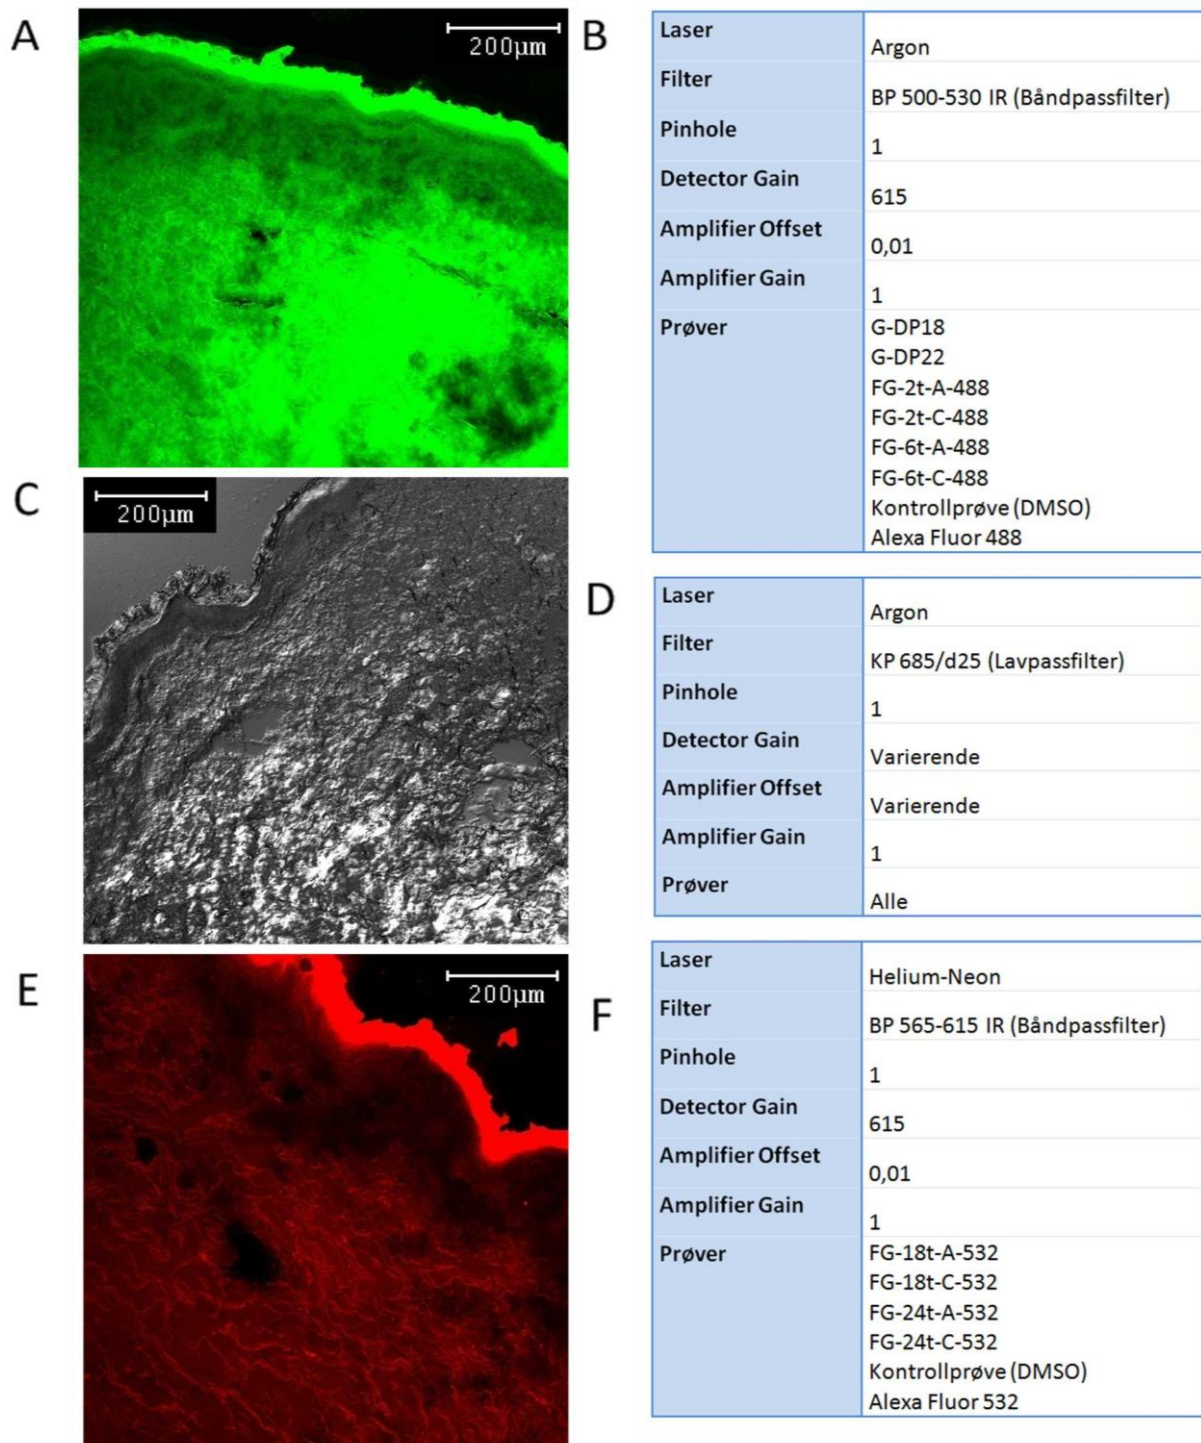 A
200µm
B
Laser
Argon
Filter
BP 500-530 IR (Båndpassfilter)
Pinhole
1
Detector Gain
615
Amplifier Offset
0,01
Amplifier Gain
1
Prøver
G-DP18
G-DP22
FG-2t-A-488
FG-2t-C-488
FG-6t-A-488
FG-6t-C-488
Kontrollprøve (DMSO)
Alexa Fluor 488
C
200µm
D
Laser
Argon
Filter
KP 685/d25 (Lavpassfilter)
Pinhole
1
Detector Gain
Varierende
Amplifier Offset
Varierende
Amplifier Gain
1
Prøver
Alle
E
200µm
F
Laser
Helium-Neon
Filter
BP 565-615 IR (Båndpassfilter)
Pinhole
1
Detector Gain
615
Amplifier Offset
0,01
Amplifier Gain
1
Prøver
FG-18t-A-532
FG-18t-C-532
FG-24t-A-532
FG-24t-C-532
Kontrollprøve (DMSO)
Alexa Fluor 532